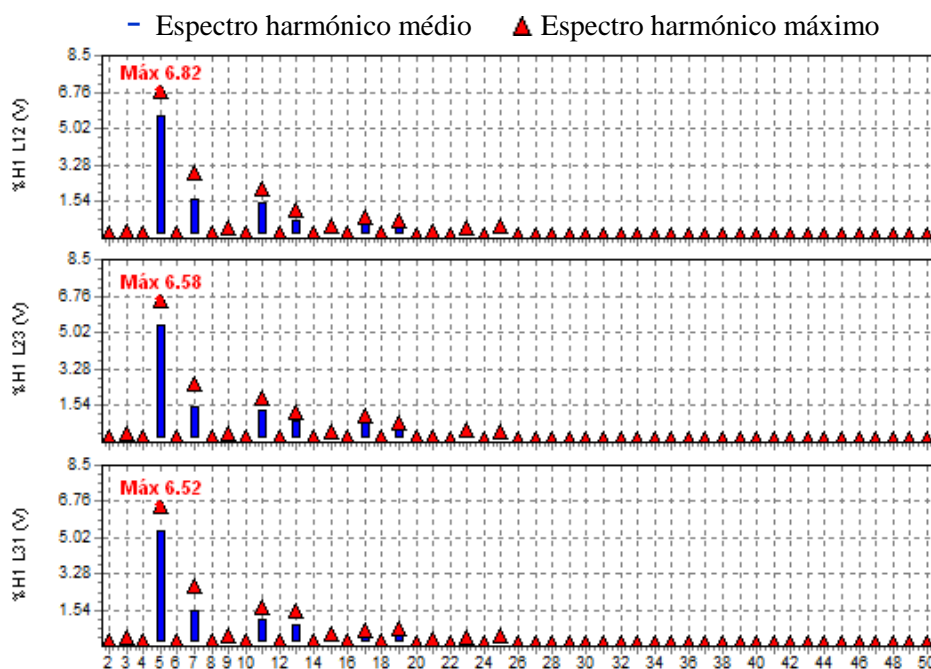 Espectro harmónico médio Espectro harmónico máximo
8.5
Máx 6.82
6.76
5.02
3.28
1.54
%H1 L12 (V)
8.5
Máx 6.58
6.76
5.02
3.28
1.54
%H1 L23 (V)
8.5
Máx 6.52
6.76
5.02
3.28
1.54
%H1 L31 (V)
2 3 4 5 6 7 8 9 10 12 14 16 18 20 22 24 26 28 30 32 34 36 38 40 42 44 46 48 50